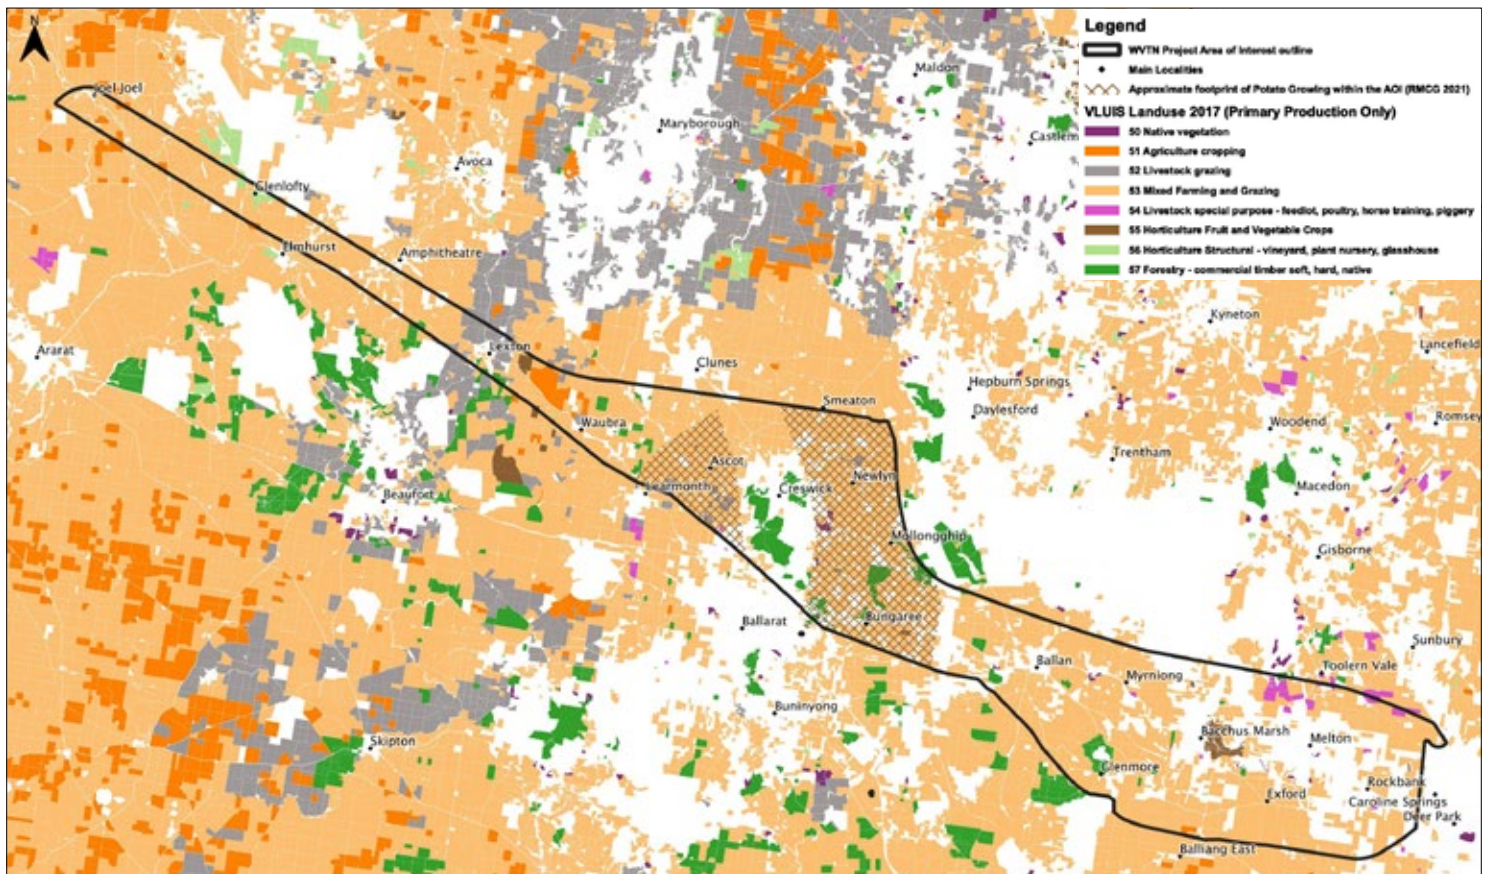 N
Legend
WVTN Project Area of Interest outline
Main Localities
Approximate footprint of Potato Growing within the AOI (RMCG 2021)
VLUIS Landuse 2017 (Primary Production Only)
50 Native vegetation
51 Agriculture cropping
52 Livestock grazing
53 Mixed Farming and Grazing
54 Livestock special purpose - feedlot, poultry, horse training, piggery
55 Horticulture Fruit and Vegetable Crops
56 Horticulture Structural - vineyard, plant nursery, glasshouse
57 Forestry - commercial timber soft, hard, native
Joel Joel
Maldon
Maryborough
Castlem
Avoca
Glenlofty
Elmhurst
Amphitheatre
Kyneton
Ararat
Lexton
Lancefield
Clunes
Hepburn Springs
Smeaton
Daylesford
Romsey
Waubra
Woodend
Trentham
Ascot
Newlyn
Learmonth
Creswick
Macedon
Beaufort
Mollongghip
Gisborne
Ballarat
Bungaree
Sunbury
Ballan
Toolern Vale
Myrniong
Buninyong
Bacchus Marsh
Melton
Skipton
Glenmore
Rockbank
Exford
Caroline Springs
Deer Park
Balliang East